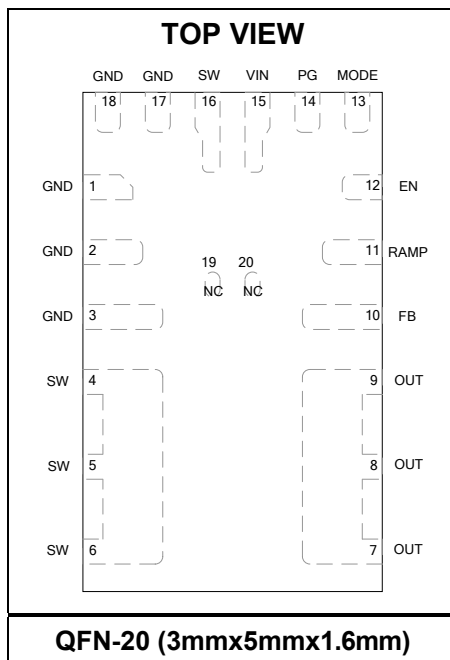 TOP VIEW
GND GND SW VIN PG MODE
18 17 16 15 14 13
GND 1 12 EN
GND 2 11 RAMP
19 20
NC NC
GND 3 10 FB
SW 4 9 OUT
SW 5 8 OUT
SW 6 7 OUT
QFN-20 (3mmx5mmx1.6mm)